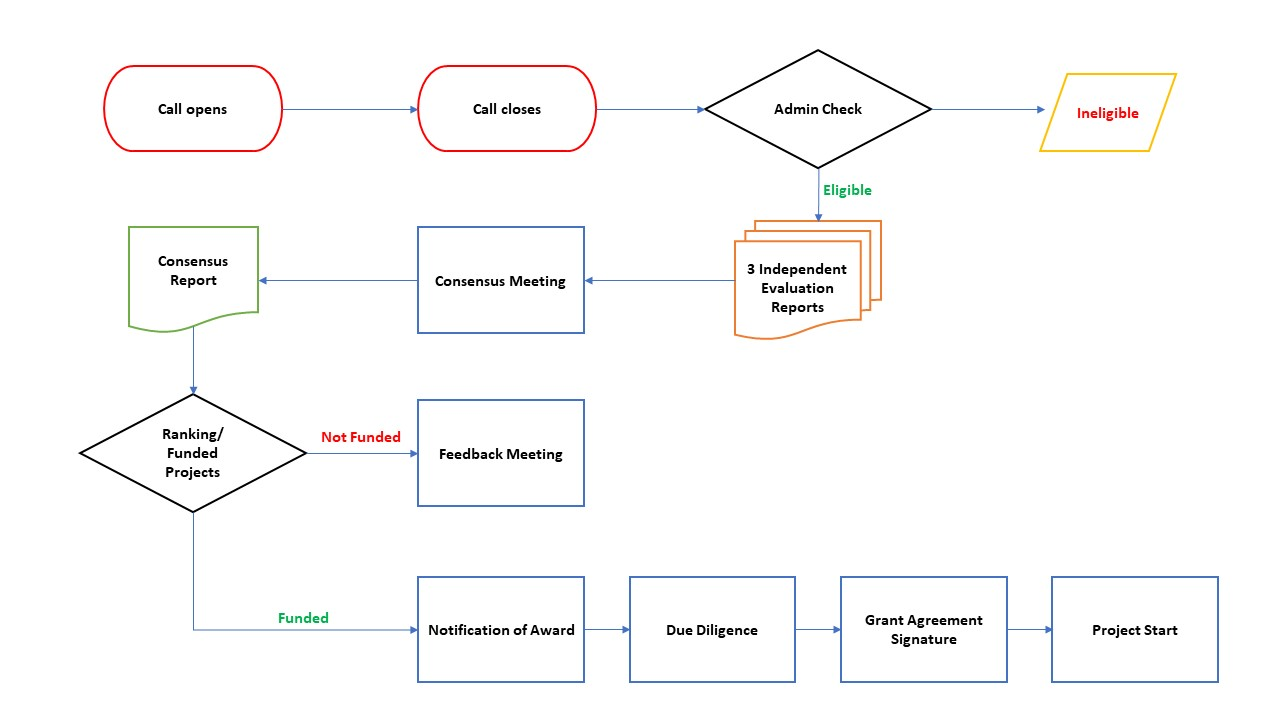 Call opens
Call closes
Admin Check
Ineligible
Eligible
Consensus
Report
Consensus Meeting
3 Independent
Evaluation
Reports
Ranking/
Funded
Projects
Not Funded
Feedback Meeting
Funded
Notification of Award
Due Diligence
Grant Agreement
Signature
Project Start